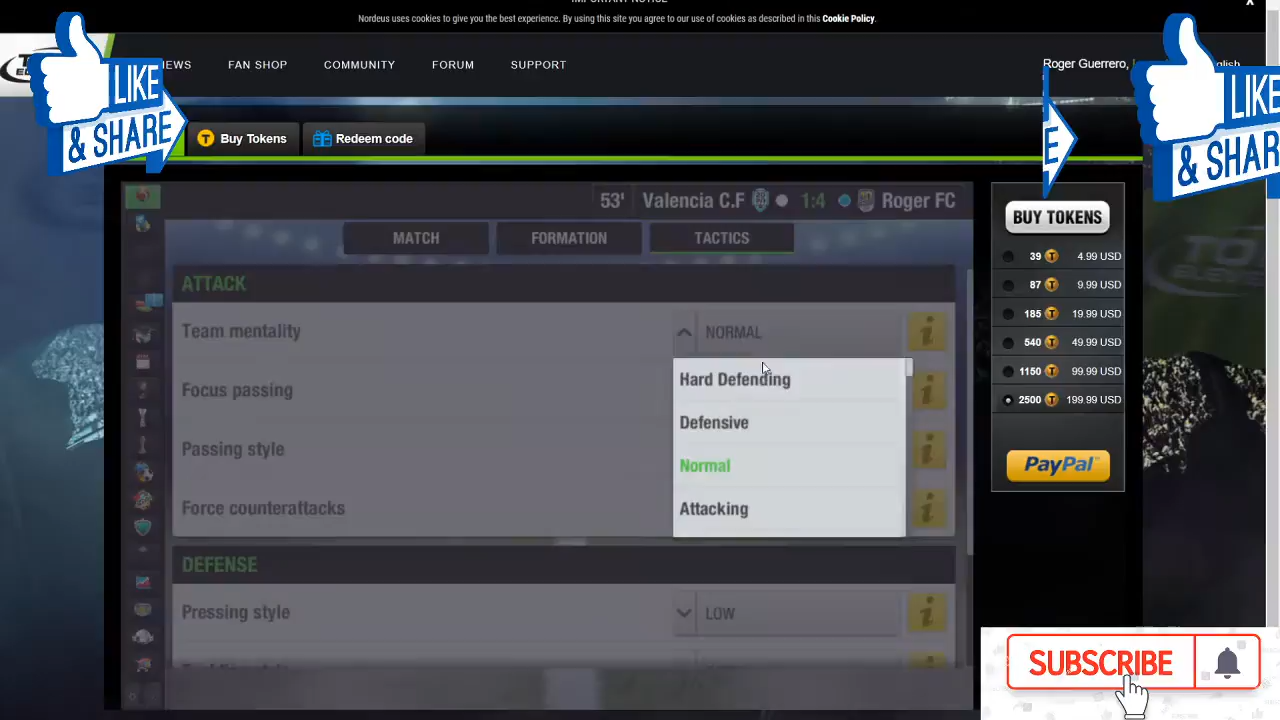 Nordeus uses cookies to give you the best experience. By using this site you agree to our use of cookies as described in this Cookie Policy.
X
FAN SHOP COMMUNITY FORUM SUPPORT
Roger Guerrero,
LIKE & SHARE
LIKE & SHARE
Buy Tokens Redeem code
53' Valencia C.F 1:4 Roger FC
MATCH FORMATION TACTICS
ATTACK
Team mentality NORMAL
Hard Defending
Focus passing
Defensive
Passing style
Normal
Force counterattacks
Attacking
DEFENSE
Pressing style LOW
BUY TOKENS
39 T 4.99 USD
87 T 9.99 USD
185 T 19.99 USD
540 T 49.99 USD
1150 T 99.99 USD
2500 T 199.99 USD
PayPal
SUBSCRIBE